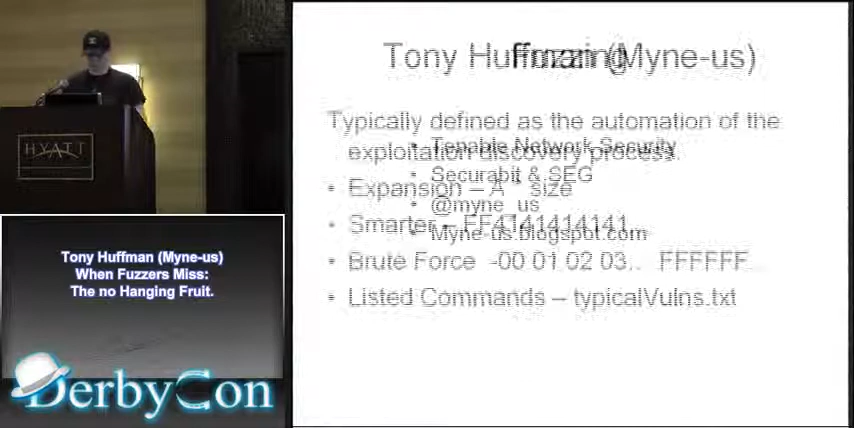 HYATT
Tony Huffman (Myne-us)
When Fuzzers Miss:
The no Hanging Fruit.
DerbyCon
Tony Huffman (Myne-us)
Fuzzing
Typically defined as the automation of the
exploitation discovery process.
• Expansion – A * size
• Smarter – FF4141414141...
• Brute Force -00 01 02 03.. FFFFFF
• Listed Commands – typicalVulns.txt
• Tenable Network Security
• Securabit & SEG
• @myne_us
• Myne-us.blogspot.com